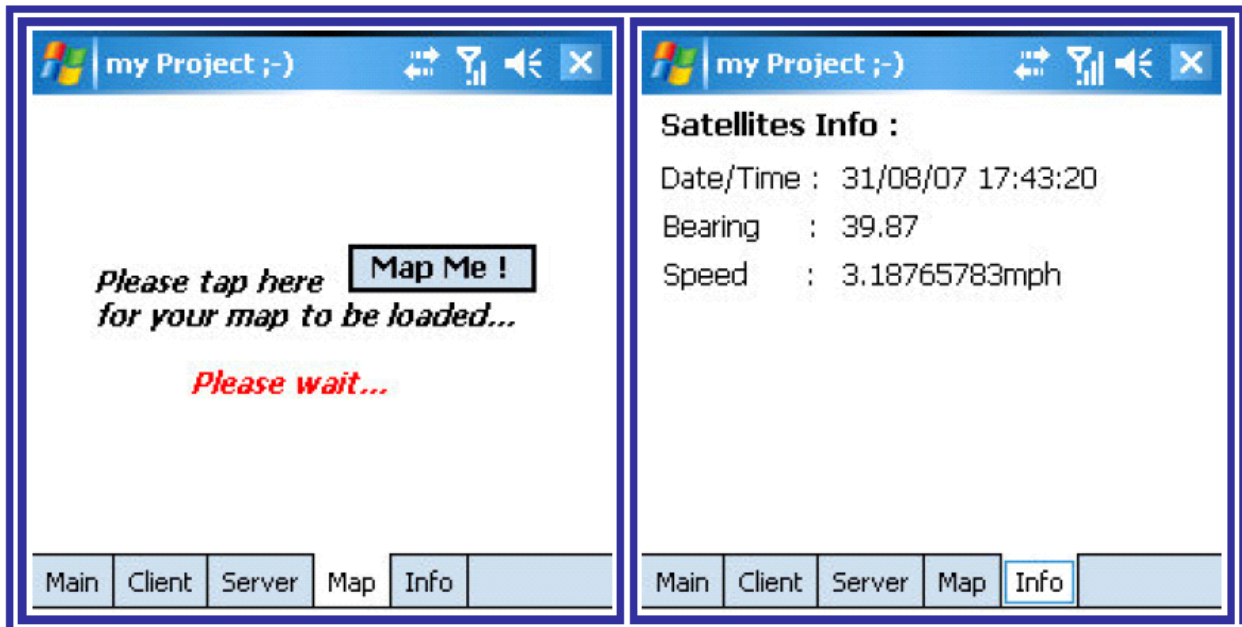 my Project ;-)
Please tap here Map Me !
for your map to be loaded...
Please wait...
Main Client Server Map Info
my Project ;-)
Satellites Info :
Date/Time : 31/08/07 17:43:20
Bearing : 39.87
Speed : 3.18765783mph
Main Client Server Map Info